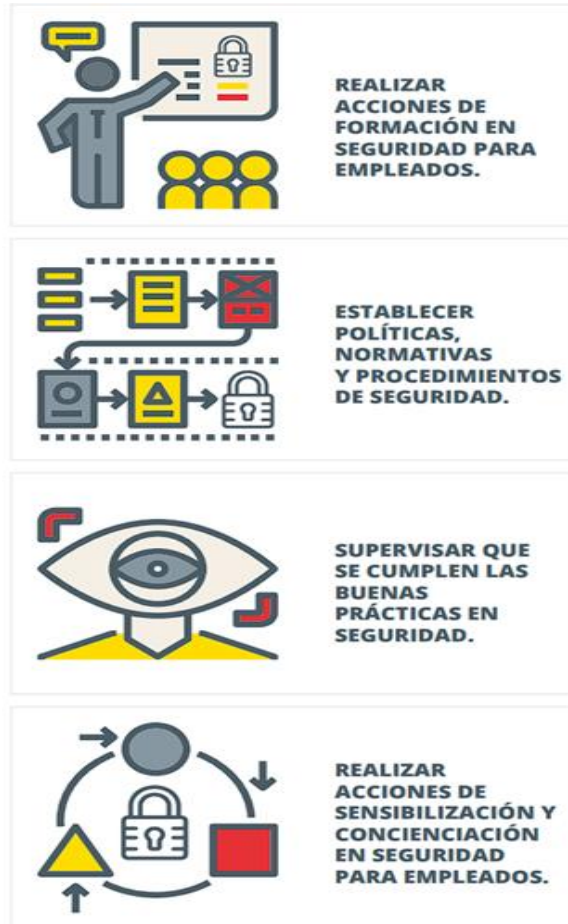 REALIZAR
ACCIONES DE
FORMACIÓN EN
SEGURIDAD PARA
EMPLEADOS.
ESTABLECER
POLÍTICAS,
NORMATIVAS
Y PROCEDIMIENTOS
DE SEGURIDAD.
SUPERVISAR QUE
SE CUMPLEN LAS
BUENAS
PRÁCTICAS EN
SEGURIDAD.
REALIZAR
ACCIONES DE
SENSIBILIZACIÓN Y
CONCIENCIACIÓN
EN SEGURIDAD
PARA EMPLEADOS.